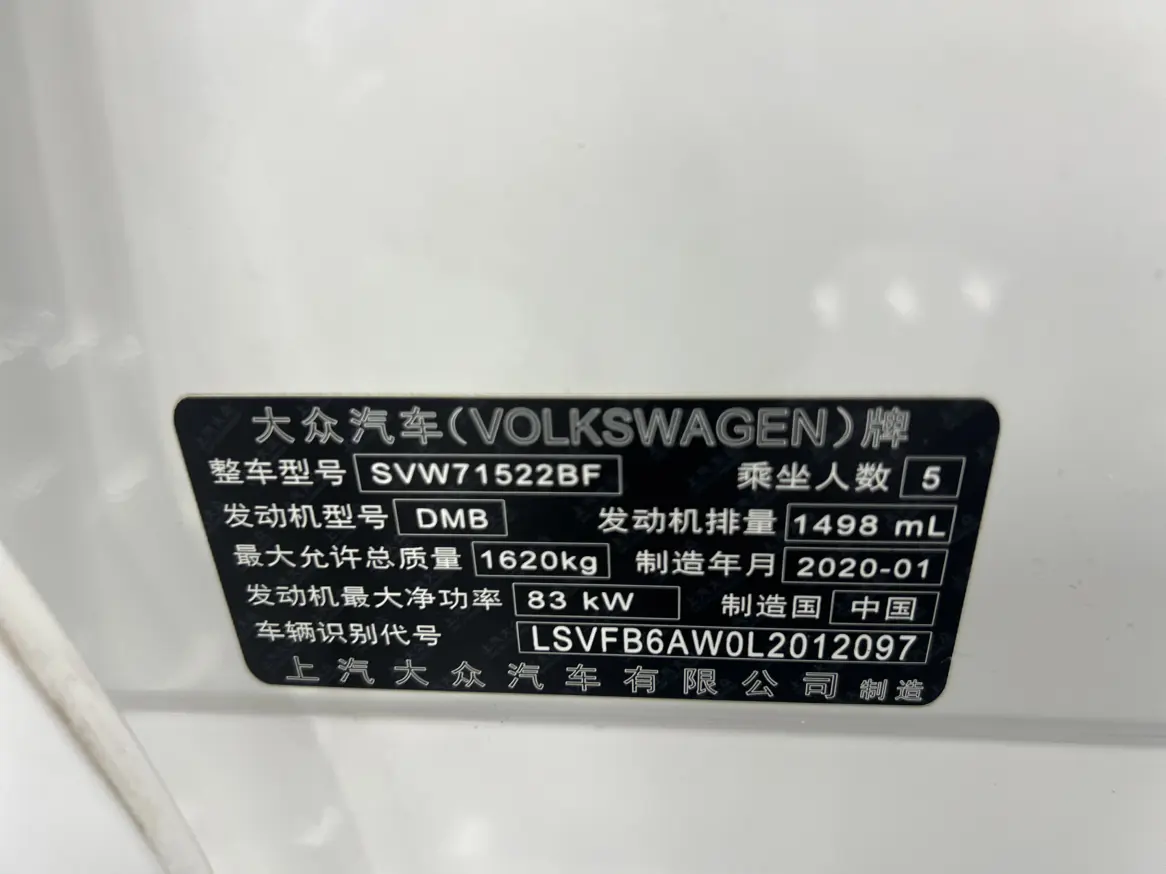 大众汽车(VOLKSWAGEN)牌
整车型号 SVW71522BF 乘坐人数 5
发动机型号 DMB 发动机排量 1498 mL
最大允许总质量 1620kg 制造年月 2020-01
发动机最大净功率 83 kW 制造国 中国
车辆识别代号 LSVFB6AW0L2012097
上汽大众汽车有限公司 制造